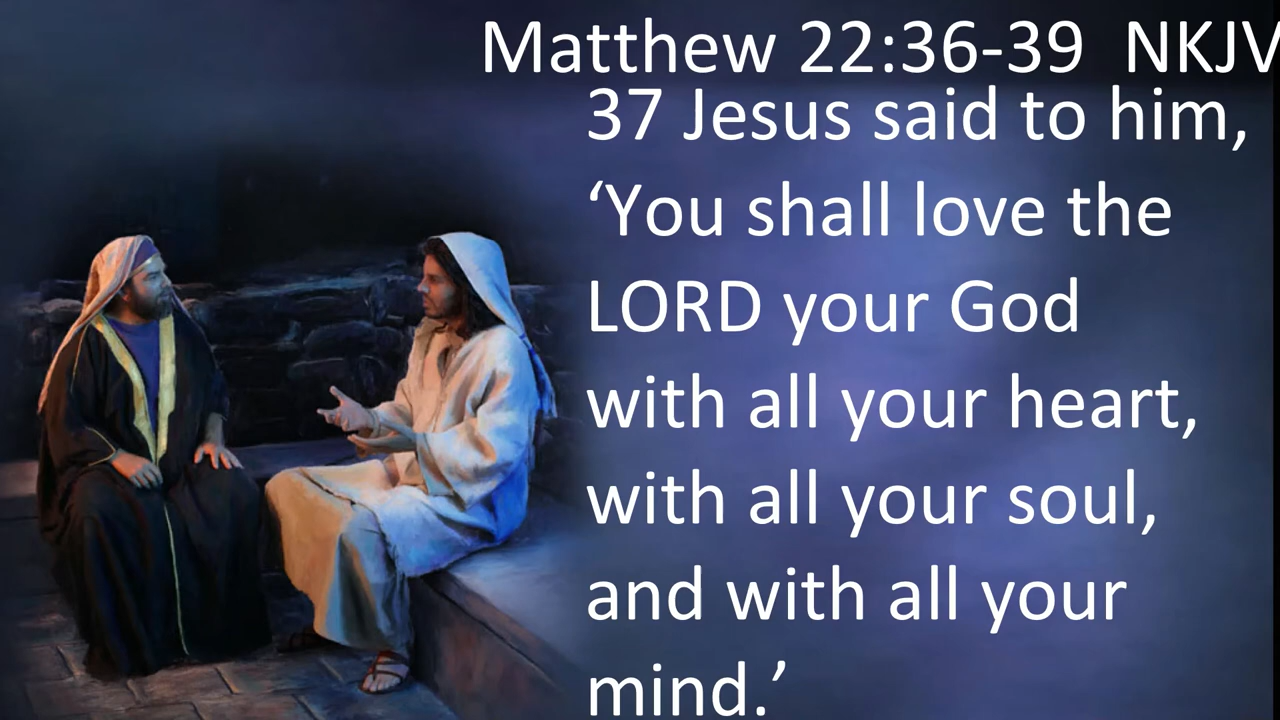 Matthew 22:36-39  NKJV
37 Jesus said to him,
‘You shall love the
LORD your God
with all your heart,
with all your soul,
and with all your
mind.’